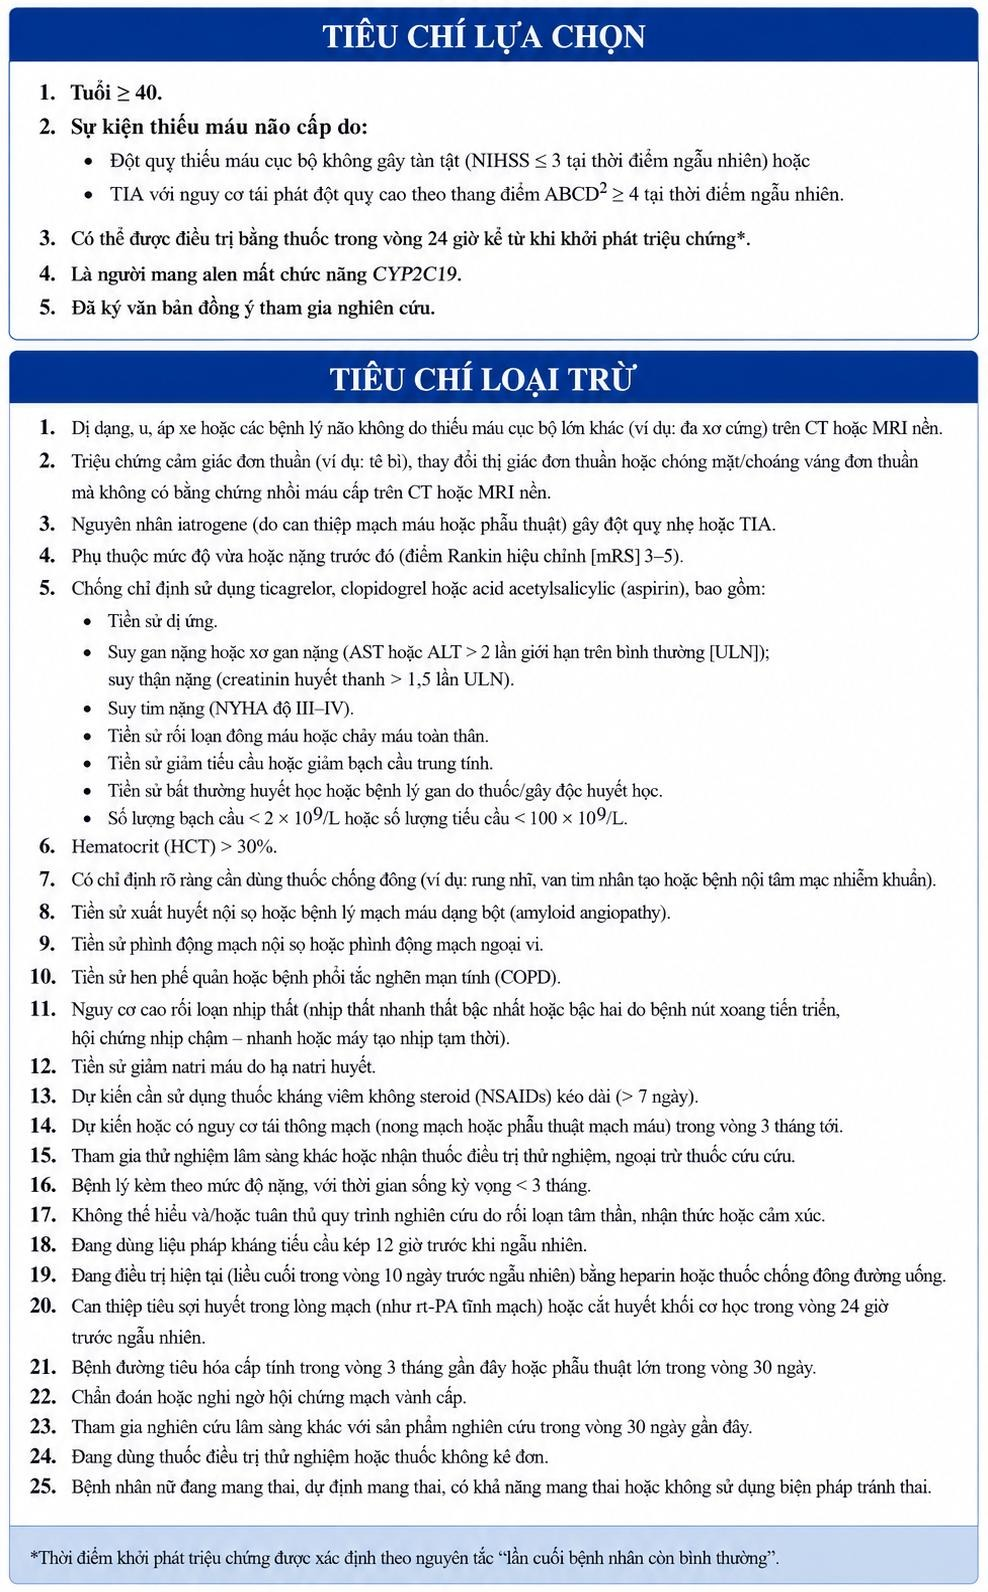 TIÊU CHÍ LỰA CHỌN
1. Tuổi ≥ 40.
2. Sự kiện thiếu máu não cấp do:
• Đột quỵ thiếu máu cục bộ không gây tàn tật (NIHSS ≤ 3 tại thời điểm ngẫu nhiên) hoặc
• TIA với nguy cơ tái phát đột quỵ cao theo thang điểm ABCD² ≥ 4 tại thời điểm ngẫu nhiên.
3. Có thể được điều trị bằng thuốc trong vòng 24 giờ kể từ khi khởi phát triệu chứng*.
4. Là người mang alen mất chức năng CYP2C19.
5. Đã ký văn bản đồng ý tham gia nghiên cứu.
TIÊU CHÍ LOẠI TRỪ
1. Dị dạng, u, áp xe hoặc các bệnh lý não không do thiếu máu cục bộ lớn khác (ví dụ: đa xơ cứng) trên CT hoặc MRI nền.
2. Triệu chứng cảm giác đơn thuần (ví dụ: tê bì), thay đổi thị giác đơn thuần hoặc chóng mặt/choáng váng đơn thuần
mà không có bằng chứng nhồi máu cấp trên CT hoặc MRI nền.
3. Nguyên nhân iatrogene (do can thiệp mạch máu hoặc phẫu thuật) gây đột quỵ nhẹ hoặc TIA.
4. Phụ thuộc mức độ vừa hoặc nặng trước đó (điểm Rankin hiệu chỉnh [mRS] 3–5).
5. Chống chỉ định sử dụng ticagrelor, clopidogrel hoặc acid acetylsalicylic (aspirin), bao gồm:
• Tiền sử dị ứng.
• Suy gan nặng hoặc xơ gan nặng (AST hoặc ALT > 2 lần giới hạn trên bình thường [ULN]);
suy thận nặng (creatinin huyết thanh > 1,5 lần ULN).
• Suy tim nặng (NYHA độ III–IV).
• Tiền sử rối loạn đông máu hoặc chảy máu toàn thân.
• Tiền sử giảm tiểu cầu hoặc giảm bạch cầu trung tính.
• Tiền sử bất thường huyết học hoặc bệnh lý gan do thuốc/gây độc huyết học.
• Số lượng bạch cầu < 2 × 10⁹/L hoặc số lượng tiểu cầu < 100 × 10⁹/L.
6. Hematocrit (HCT) > 30%.
7. Có chỉ định rõ ràng cần dùng thuốc chống đông (ví dụ: rung nhĩ, van tim nhân tạo hoặc bệnh nội tâm mạc nhiễm khuẩn).
8. Tiền sử xuất huyết nội sọ hoặc bệnh lý mạch máu dạng bột (amyloid angiopathy).
9. Tiền sử phình động mạch nội sọ hoặc phình động mạch ngoại vi.
10. Tiền sử hen phế quản hoặc bệnh phổi tắc nghẽn mạn tính (COPD).
11. Nguy cơ cao rối loạn nhịp thất (nhịp thất nhanh thất bậc nhất hoặc bậc hai do bệnh nút xoang tiến triển,
hội chứng nhịp chậm – nhanh hoặc máy tạo nhịp tạm thời).
12. Tiền sử giảm natri máu do hạ natri huyết.
13. Dự kiến cần sử dụng thuốc kháng viêm không steroid (NSAIDs) kéo dài (> 7 ngày).
14. Dự kiến hoặc có nguy cơ tái thông mạch (nong mạch hoặc phẫu thuật mạch máu) trong vòng 3 tháng tới.
15. Tham gia thử nghiệm lâm sàng khác hoặc nhận thuốc điều trị thử nghiệm, ngoại trừ thuốc cứu cứu.
16. Bệnh lý kèm theo mức độ nặng, với thời gian sống kỳ vọng < 3 tháng.
17. Không thể hiểu và/hoặc tuân thủ quy trình nghiên cứu do rối loạn tâm thần, nhận thức hoặc cảm xúc.
18. Đang dùng liệu pháp kháng tiểu cầu kép 12 giờ trước khi ngẫu nhiên.
19. Đang điều trị hiện tại (liều cuối trong vòng 10 ngày trước ngẫu nhiên) bằng heparin hoặc thuốc chống đông đường uống.
20. Can thiệp tiêu sợi huyết trong lòng mạch (như rt-PA tĩnh mạch) hoặc cắt huyết khối cơ học trong vòng 24 giờ
trước ngẫu nhiên.
21. Bệnh đường tiêu hóa cấp tính trong vòng 3 tháng gần đây hoặc phẫu thuật lớn trong vòng 30 ngày.
22. Chẩn đoán hoặc nghi ngờ hội chứng mạch vành cấp.
23. Tham gia nghiên cứu lâm sàng khác với sản phẩm nghiên cứu trong vòng 30 ngày gần đây.
24. Đang dùng thuốc điều trị thử nghiệm hoặc thuốc không kê đơn.
25. Bệnh nhân nữ đang mang thai, dự định mang thai, có khả năng mang thai hoặc không sử dụng biện pháp tránh thai.
*Thời điểm khởi phát triệu chứng được xác định theo nguyên tắc “lần cuối bệnh nhân còn bình thường”.